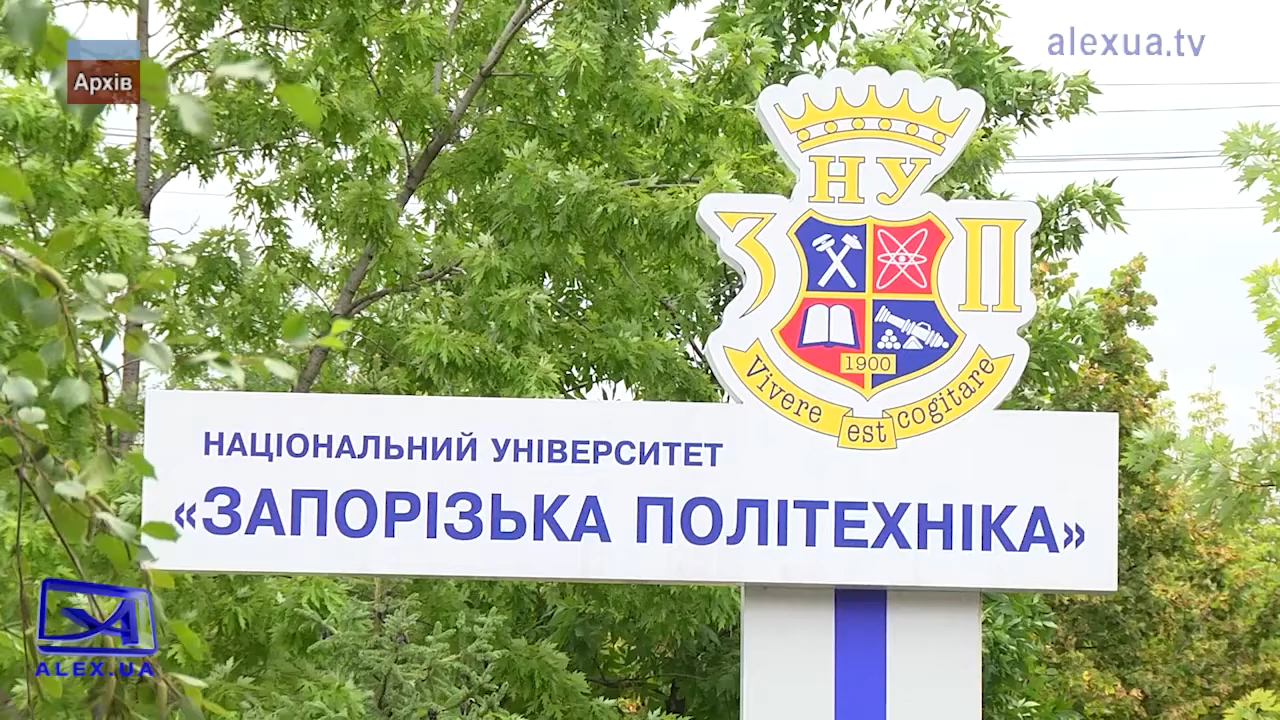 Архів
alexua.tv
НУ
З П
1900
Vivere est cogitare
НАЦІОНАЛЬНИЙ УНІВЕРСИТЕТ
«ЗАПОРІЗЬКА ПОЛІТЕХНІКА»
ALEX.UA